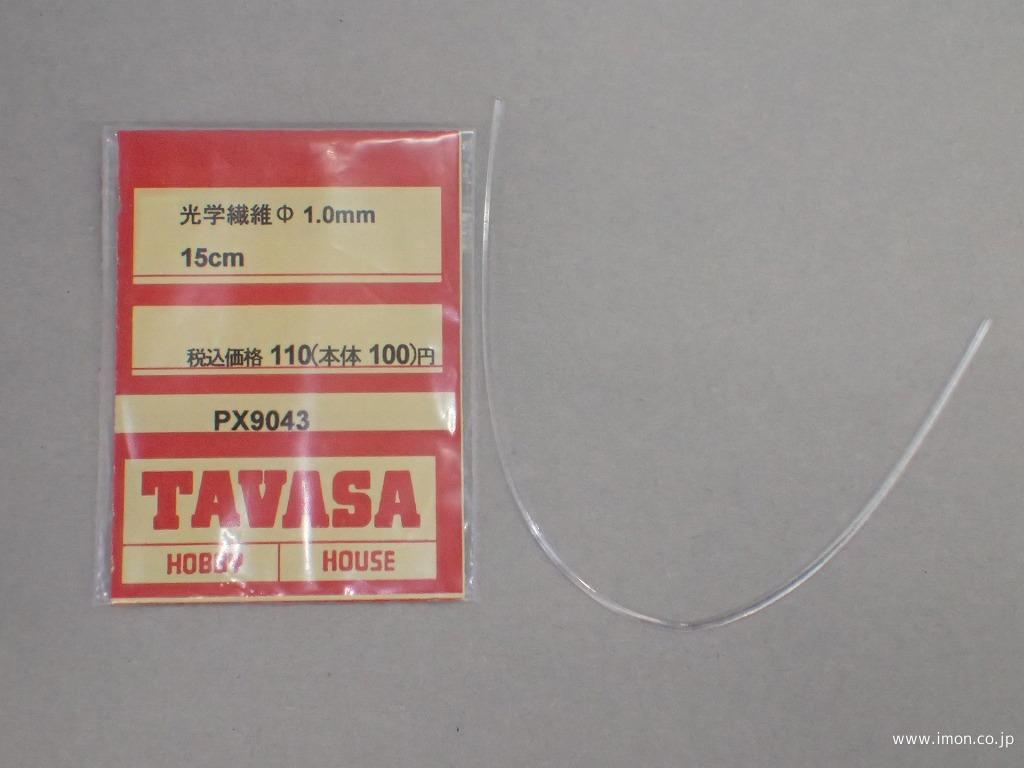 光学繊維Φ 1.0mm
15cm
税込価格 110(本体 100)円
PX9043
TAVASA
HOBBY HOUSE
www.imon.co.jp